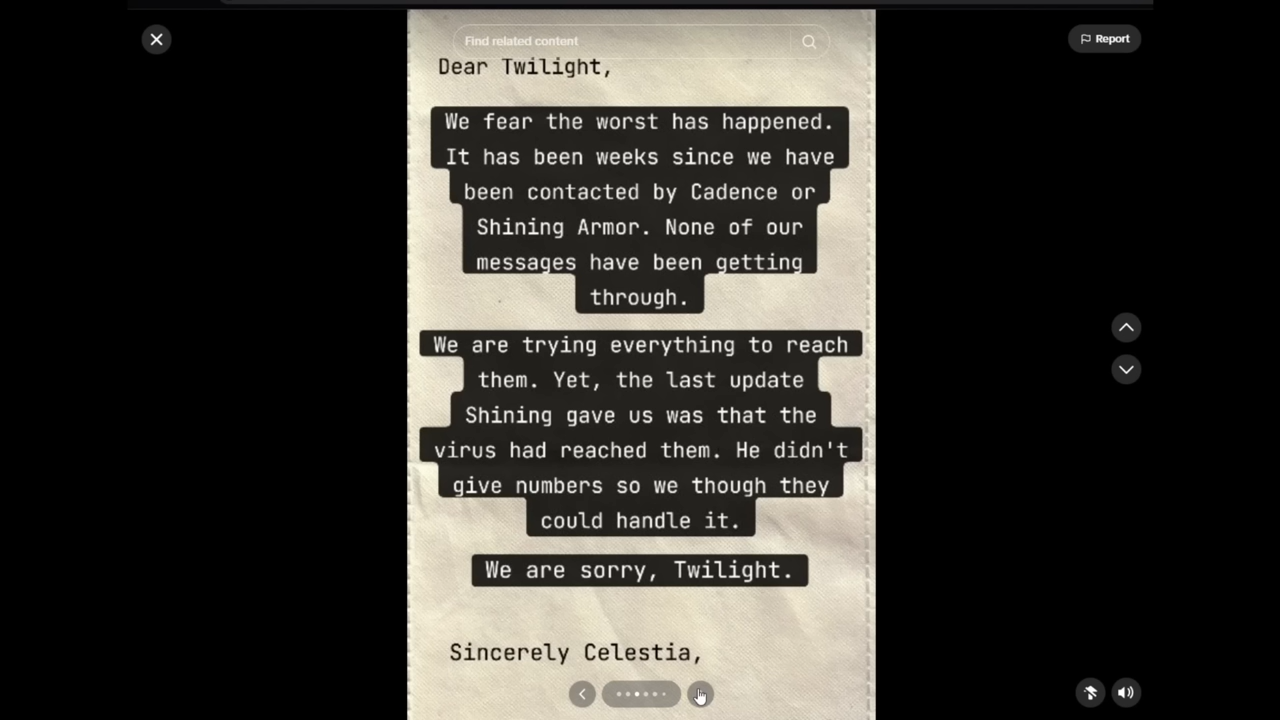 Find related content
Report
Dear Twilight,
We fear the worst has happened.
It has been weeks since we have
been contacted by Cadence or
Shining Armor. None of our
messages have been getting
through.
We are trying everything to reach
them. Yet, the last update
Shining gave us was that the
virus had reached them. He didn't
give numbers so we though they
could handle it.
We are sorry, Twilight.
Sincerely Celestia,